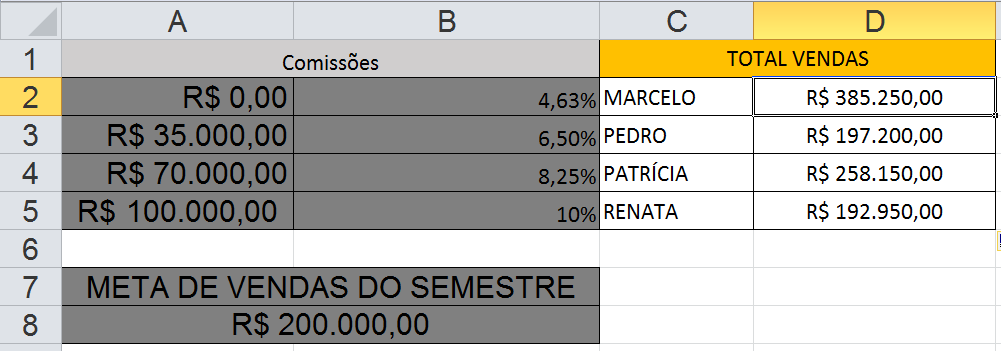 A B C D
1 Comissões TOTAL VENDAS
2 R$ 0,00 4,63% MARCELO R$ 385.250,00
3 R$ 35.000,00 6,50% PEDRO R$ 197.200,00
4 R$ 70.000,00 8,25% PATRÍCIA R$ 258.150,00
5 R$ 100.000,00 10% RENATA R$ 192.950,00
6
7 META DE VENDAS DO SEMESTRE
8 R$ 200.000,00